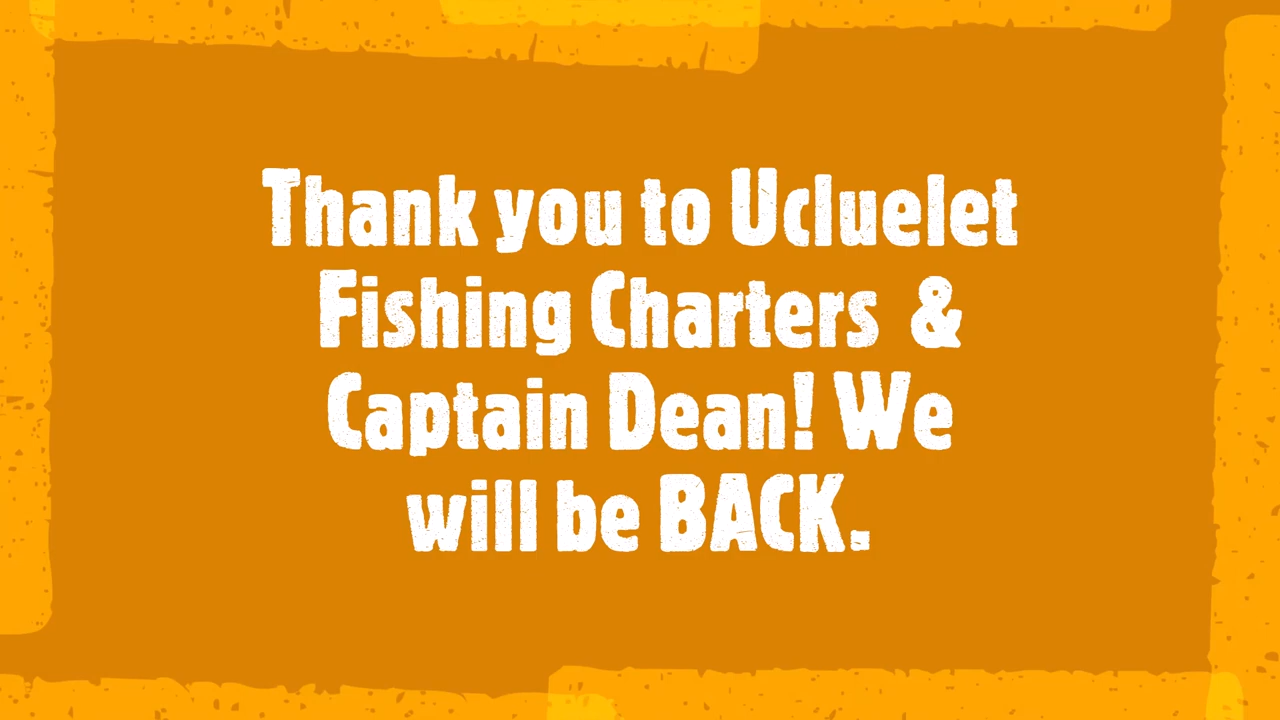 Thank you to Ucluelet
Fishing Charters &
Captain Dean! We
will be BACK.